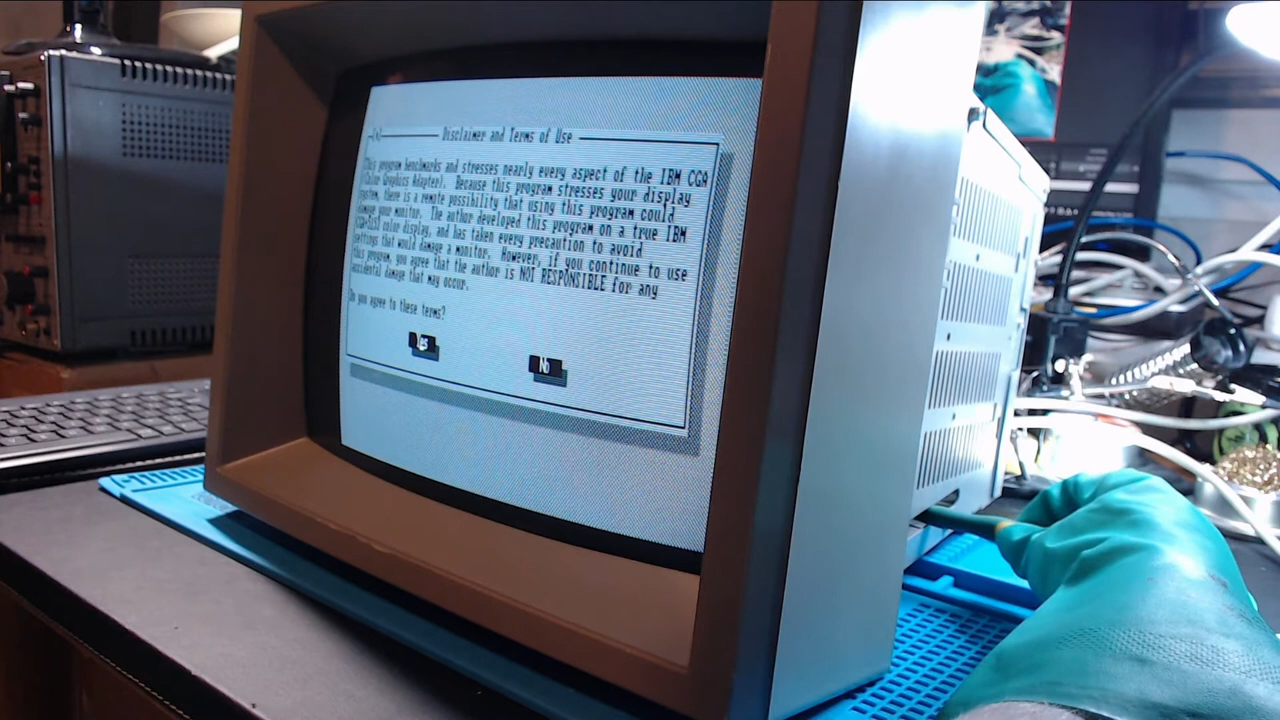 Disclaimer and Terms of Use
This program benchmarks and stresses nearly every aspect of the IBM CGA
(Color Graphics Adapter). Because this program stresses your display
system, there is a remote possibility that using this program could
damage your monitor. The author developed this program on a true IBM
color display, and has taken every precaution to avoid
settings that would damage a monitor. However, if you continue to use
this program, you agree that the author is NOT RESPONSIBLE for any
accidental damage that may occur.
Do you agree to these terms?
Yes No